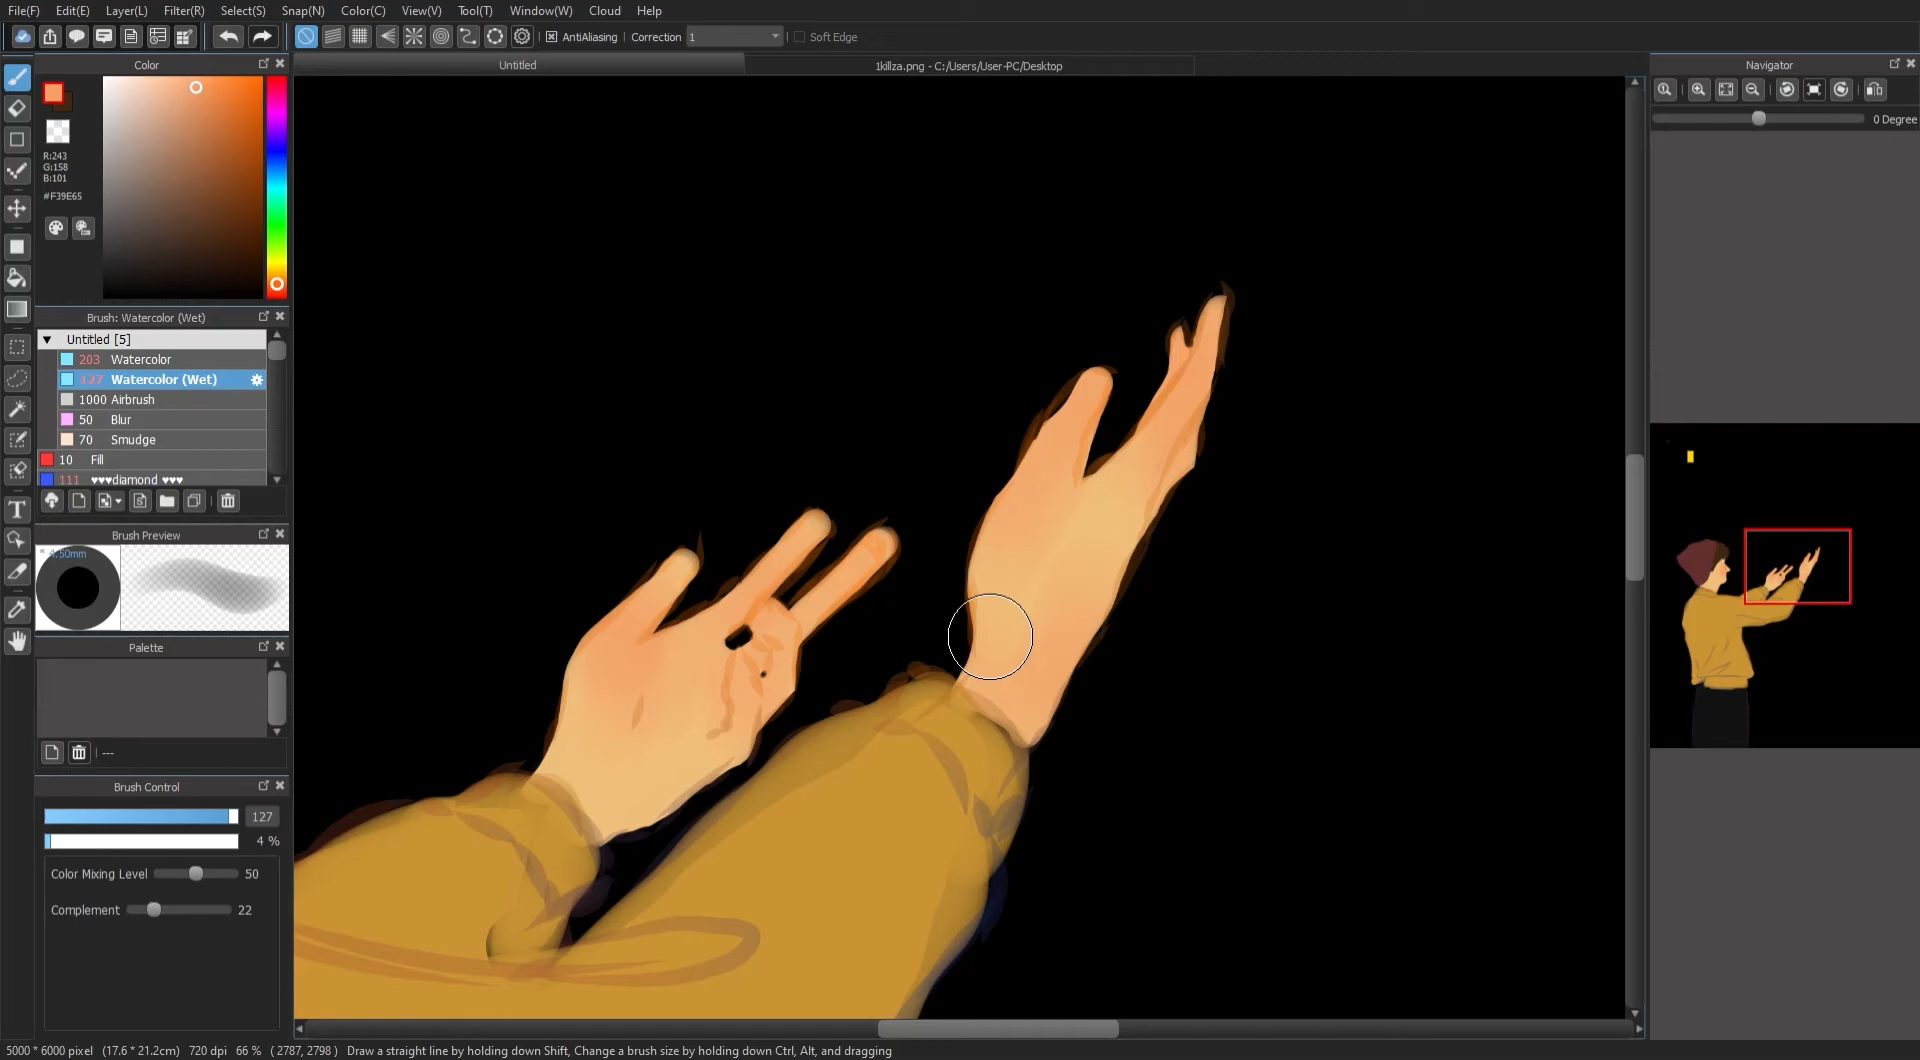 File(F) Edit(E) Layer(L) Filter(R) Select(S) Snap(N) Color(C) View(V) Tool(T) Window(W) Cloud Help
AntiAliasing Correction 1 Soft Edge
Color
Untitled
1killza.png - C:/Users/User-PC/Desktop
Navigator
0 Degree
R:243
G:158
B:101
#F39E65
Brush: Watercolor (Wet)
Untitled [5]
203 Watercolor
127 Watercolor (Wet)
1000 Airbrush
50 Blur
70 Smudge
10 Fill
111 ♥♥♥diamond ♥♥♥
Brush Preview
* 4.50mm
Palette
---
Brush Control
127
4 %
Color Mixing Level 50
Complement 22
5000 * 6000 pixel (17.6 * 21.2cm) 720 dpi 66 % ( 2787, 2798 ) Draw a straight line by holding down Shift, Change a brush size by holding down Ctrl, Alt, and dragging